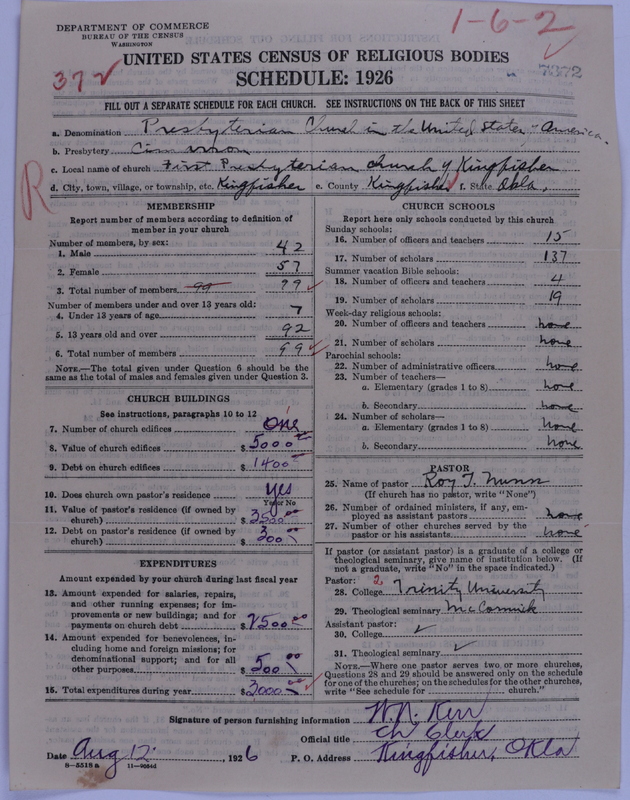 DEPARTMENT OF COMMERCE
BUREAU OF THE CENSUS
WASHINGTON
1-6-2
37
7372
UNITED STATES CENSUS OF RELIGIOUS BODIES
SCHEDULE: 1926
FILL OUT A SEPARATE SCHEDULE FOR EACH CHURCH. SEE INSTRUCTIONS ON THE BACK OF THIS SHEET
a. Denomination Presbyterian Church in the United States of America
b. Presbytery Cimarron
c. Local name of church First Presbyterian church of Kingfisher
R
d. City, town, village, or township, etc. Kingfisher e. County Kingfisher f. State Okla.
MEMBERSHIP
Report number of members according to definition of member in your church
Number of members, by sex:
1. Male 42
2. Female 57
3. Total number of members 99 99
Number of members under and over 13 years old:
4. Under 13 years of age 7
5. 13 years old and over 92
6. Total number of members 99
NOTE.—The total given under Question 6 should be the same as the total of males and females given under Question 3.
CHURCH BUILDINGS
See instructions, paragraphs 10 to 12
7. Number of church edifices One
8. Value of church edifices $ 5000 00
9. Debt on church edifices $ 1400 00
10. Does church own pastor's residence yes
Yes or No
11. Value of pastor's residence (if owned by church) $ 3500 00
12. Debt on pastor's residence (if owned by church) $ 300 00
EXPENDITURES
Amount expended by your church during last fiscal year
13. Amount expended for salaries, repairs, and other running expenses; for improvements or new buildings; and for payments on church debt $ 2500 00
14. Amount expended for benevolences, including home and foreign missions; for denominational support; and for all other purposes $ 500 00
15. Total expenditures during year $ 3000 00
CHURCH SCHOOLS
Report here only schools conducted by this church
Sunday schools:
16. Number of officers and teachers 15
17. Number of scholars 137
Summer vacation Bible schools:
18. Number of officers and teachers 4
19. Number of scholars 19
Week-day religious schools:
20. Number of officers and teachers none
21. Number of scholars none
Parochial schools:
22. Number of administrative officers none
23. Number of teachers—
a. Elementary (grades 1 to 8) none
b. Secondary none
24. Number of scholars—
a. Elementary (grades 1 to 8) none
b. Secondary none
PASTOR
25. Name of pastor Roy T. Nunn
(If church has no pastor, write "None")
26. Number of ordained ministers, if any, employed as assistant pastors none
27. Number of other churches served by the pastor or his assistants none
If pastor (or assistant pastor) is a graduate of a college or theological seminary, give name of institution below. (If not a graduate, write "No" in the space indicated.)
Pastor: 2
28. College Trinity University
29. Theological seminary McCormick
Assistant pastor:
30. College ✓
31. Theological seminary ✓
NOTE.—Where one pastor serves two or more churches, Questions 28 and 29 should be answered only on the schedule for one of the churches; on the schedules for the other churches, write "See schedule for church."
Signature of person furnishing information W. N. Kerr
Official title Ch Clerk
Date Aug 12, 1926 P. O. Address Kingfisher, Okla
8-5518 a 11-9054d